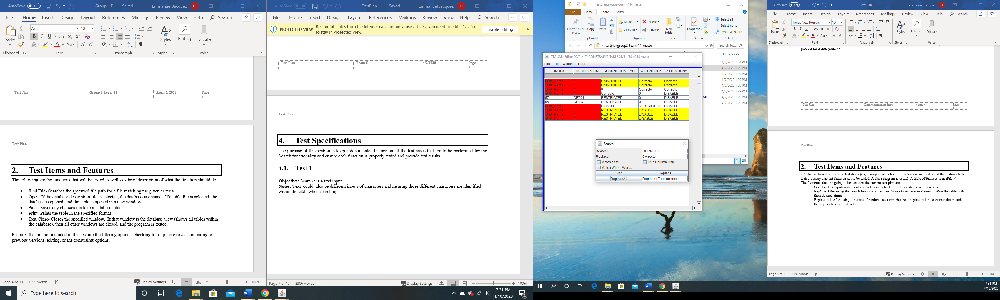 AutoSave Off
Group1_T... - Saved
Emmanuel Jacquez EJ
File Home Insert Design Layout References Mailings Review View Help Search
Paste
Arial 18
Styles
Editing
Dictate
Clipboard Font Paragraph Styles Voice
Test Plan Group 1 Team 11 April 6, 2020 Page 1
Test Plan
2. Test Items and Features
The following are the functions that will be tested as well as a brief description of what the function should do:
• Find File- Searches the specified file path for a file matching the given criteria.
• Open- If the database description file is selected, the database is opened. If a table file is selected, the
database is opened, and the table is opened in a new window.
• Save- Saves any changes made to a database table.
• Print- Prints the table in the specified format
• Exit/Close- Closes the specified window. If that window is the database view (shows all tables within
the database), then all other windows are closed, and the program is exited.
Features that are not included in this test are the filtering options, checking for duplicate rows, comparing to
previous versions, editing, or the constraints options.
Page 4 of 13 1999 words Display Settings 100%
Type here to search
AutoSave Off
TestPlan_... - Saved
Emmanuel Jacquez EJ
File Home Insert Design Layout References Mailings Review View Help Search
PROTECTED VIEW Be careful—files from the Internet can contain viruses. Unless you need to edit, it's safer
to stay in Protected View.
Enable Editing
Test Plan Team 5 4/9/2020 Page 3
Test Plan
4. Test Specifications
The purpose of this section is keep a documented history on all the test cases that are to be performed for the
Search functionality and ensure each function is properly tested and provide test results.
4.1. Test 1
Objective: Search via a text input
Notes: Text could also be different inputs of characters and insuring those different characters are identified
within the table when searching.
Page 7 of 17 2306 words Display Settings 100%
7:31 PM
4/10/2020
4
testplangroup2-team-11-master
File Home Share View
Pin to Quick access
Copy
Paste
Move to
Copy to
Delete
Rename
New folder
Properties
Select all
Select none
Invert selection
Clipboard Organize New Open Select
testplangroup2-team-11-master
Search tes...
Date modified
4/7/2020 1:34 PM
4/7/2020 1:29 PM
4/7/2020 1:29 PM
4/7/2020 1:29 PM
4/7/2020 1:29 PM
4/7/2020 1:29 PM
XML 4/7/2020 1:29 PM
4/7/2020 1:29 PM
TTC XML Editor 09/01/17: CONSTRAINT_TABLE.XML (10 of 10 rows)
File Edit Options Help
INDEX DESCRIPTION RESTRICTION_TYPE ATTENTION1 ATTENTION2
Start_Name 1 UNINHIBITED Correcto Correcto
Start_Name 1 UNINHIBITED Correcto Correcto
Start_Name 1 0 Correcto Correcto
Start_Name 1 Correcto 0 DISABLE
57 OPT01 RESTRICTED 0 DISABLE
55 OPT02 RESTRICTED 0 DISABLE
Start_Name 1 DISABLE RESTRICTED DISABLE
Start_Name 1 RESTRICTED DISABLE DISABLE
Start_Name 1 RESTRICTED DISABLE DISABLE
Start_Name 1 RESTRICTED DISABLE DISABLE
Search
Search : CORRECT
Replace: Correcto
Match case This Column Only
Match Whole Words
Find Replace
ReplaceAll Replaced 7 occurrences.
AutoSave Off
TestPlan...
Emmanuel Jacquez EJ
File Home Insert Design Layout References Mailings Review View Help Search
Paste
Times New Roman 10
Styles
Editing
Dictate
Clipboard Font Paragraph Styles Voice
product assurance plan.>>
Test Plan <Enter team name here> <date> Page 1
Test Plan
2. Test Items and Features
<< This section describes the test items (e.g., components, classes, functions or methods) and the features to be
tested. It may also list features not to be tested. A class diagram is useful. A table of features is useful. >>
The functions that are going to be tested in the current test plan are:
Search- User inputs a string of characters and checks for the existence within a table
Replace-After using the search function a user can choose to replace an element within the table with
their desired string
Replace all- After using the search function a user can choose to replace all the elements that match
their query to a desired value.
Page 5 of 11 1391 words Display Settings 100%
7:31 PM
4/10/2020